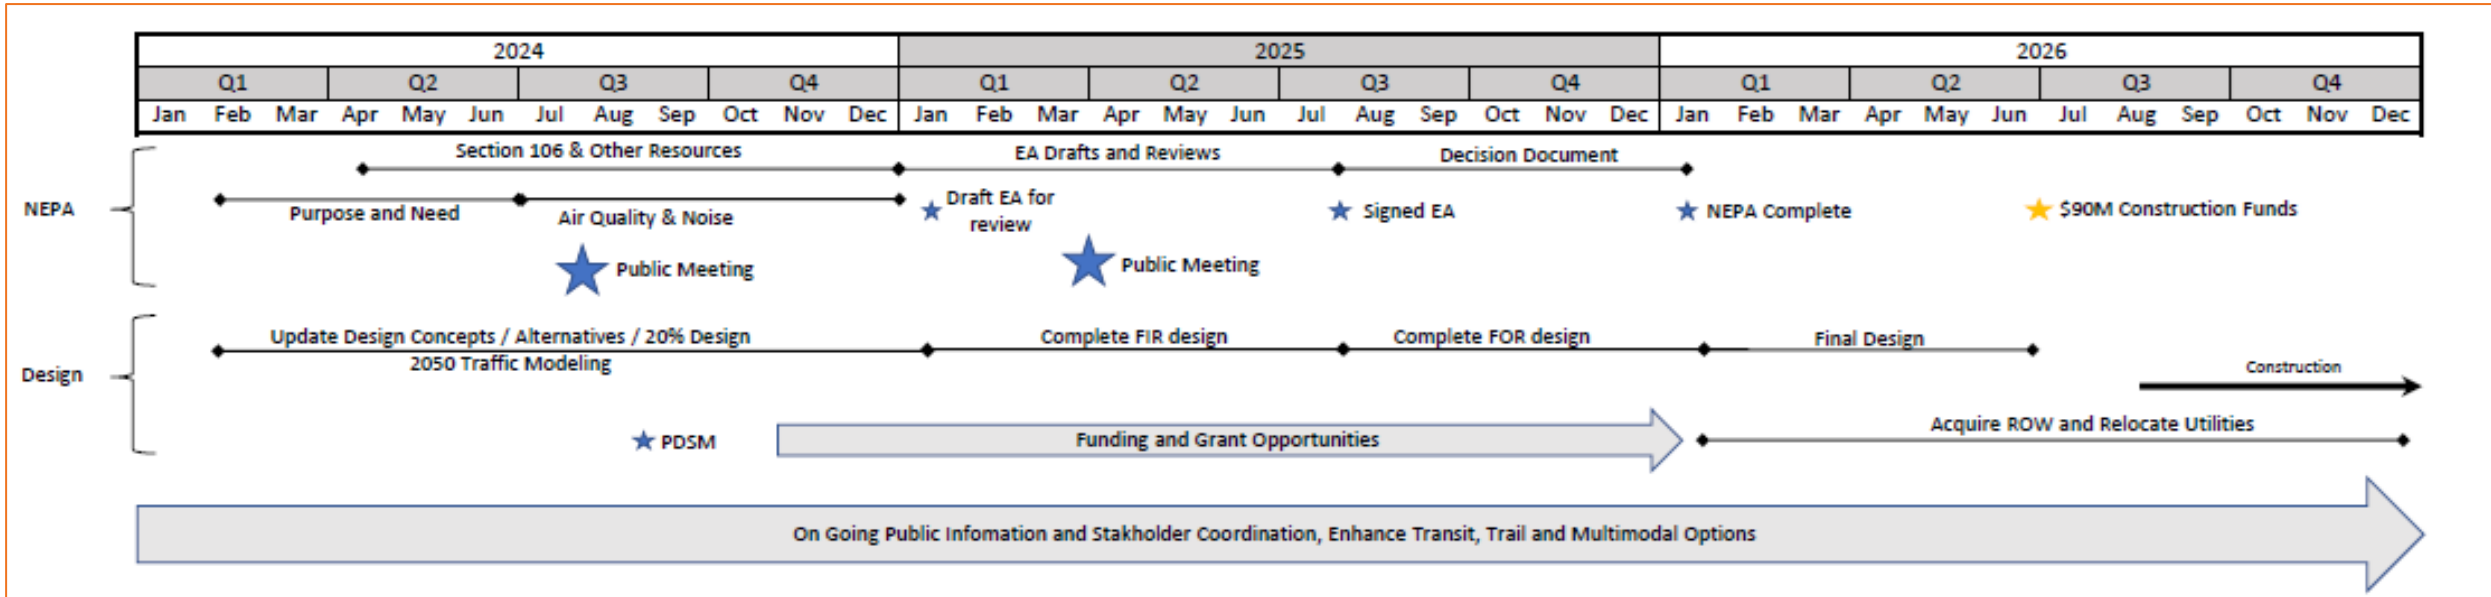 2024 2025 2026
Q1 Q2 Q3 Q4 Q1 Q2 Q3 Q4 Q1 Q2 Q3 Q4
Jan Feb Mar Apr May Jun Jul Aug Sep Oct Nov Dec Jan Feb Mar Apr May Jun Jul Aug Sep Oct Nov Dec Jan Feb Mar Apr May Jun Jul Aug Sep Oct Nov Dec
NEPA
Section 106 & Other Resources
EA Drafts and Reviews
Decision Document
Purpose and Need
Air Quality & Noise
Draft EA for
review
Signed EA
NEPA Complete
$90M Construction Funds
Public Meeting
Public Meeting
Design
Update Design Concepts / Alternatives / 20% Design
2050 Traffic Modeling
Complete FIR design
Complete FOR design
Final Design
Construction
PDSM
Funding and Grant Opportunities
Acquire ROW and Relocate Utilities
On Going Public Infomation and Stakholder Coordination, Enhance Transit, Trail and Multimodal Options